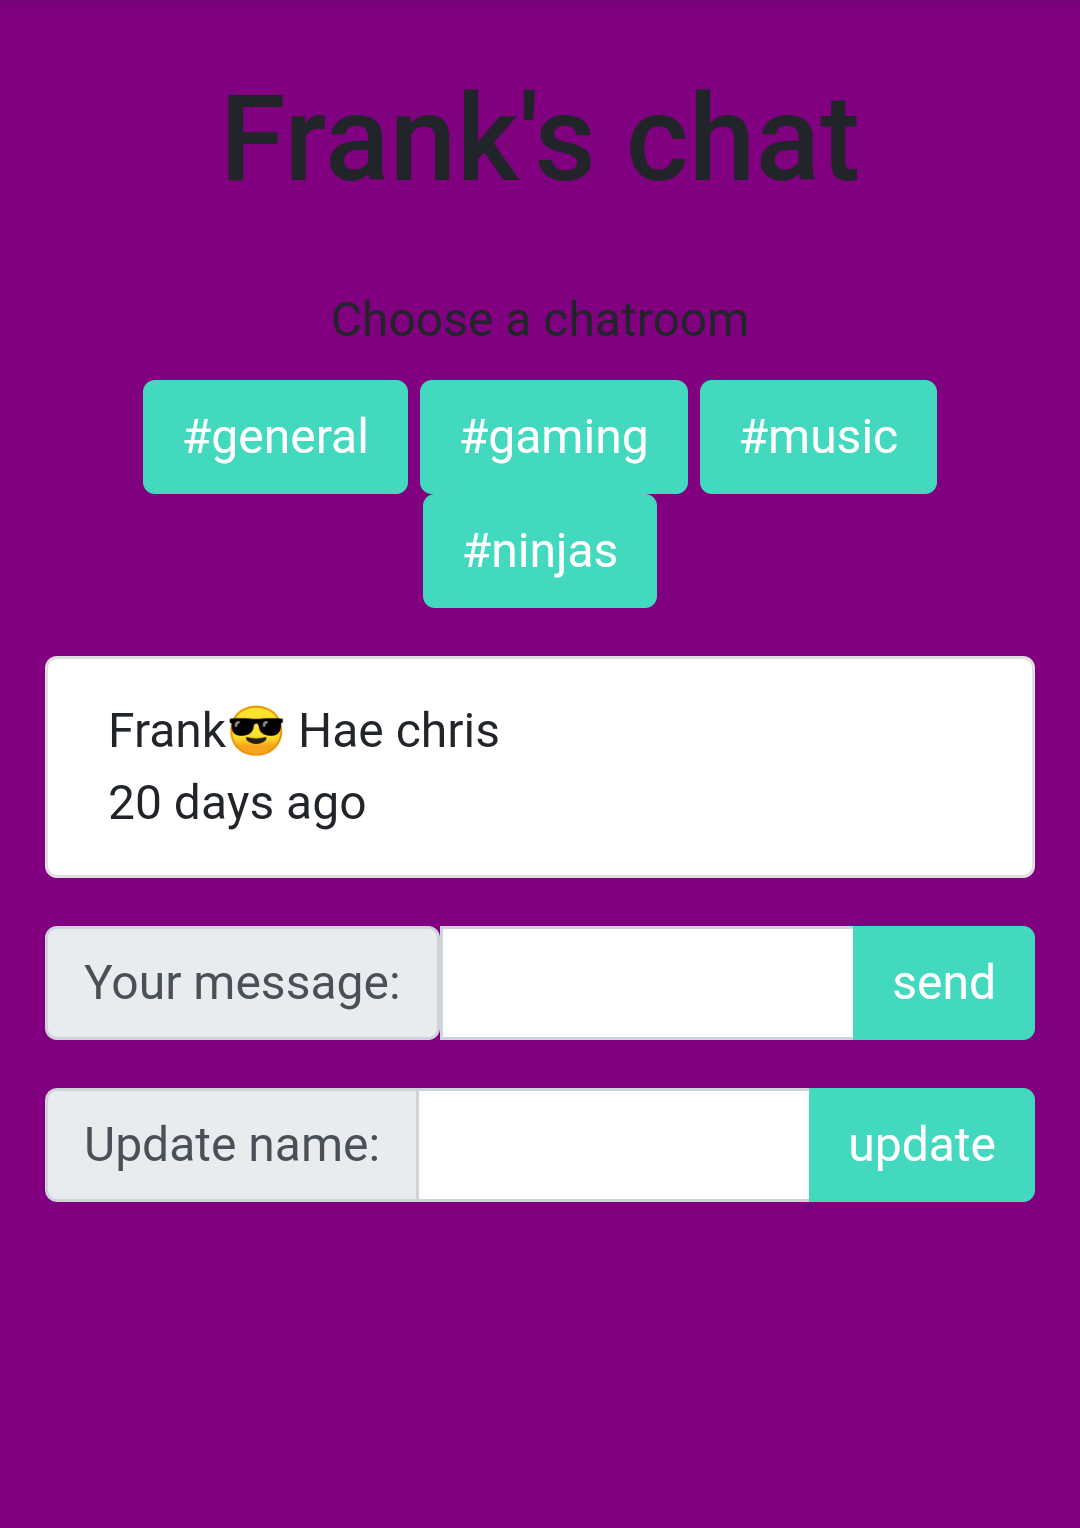 Frank's chat
Choose a chatroom
#general #gaming #music
#ninjas
Frank😎 Hae chris
20 days ago
Your message: send
Update name: update